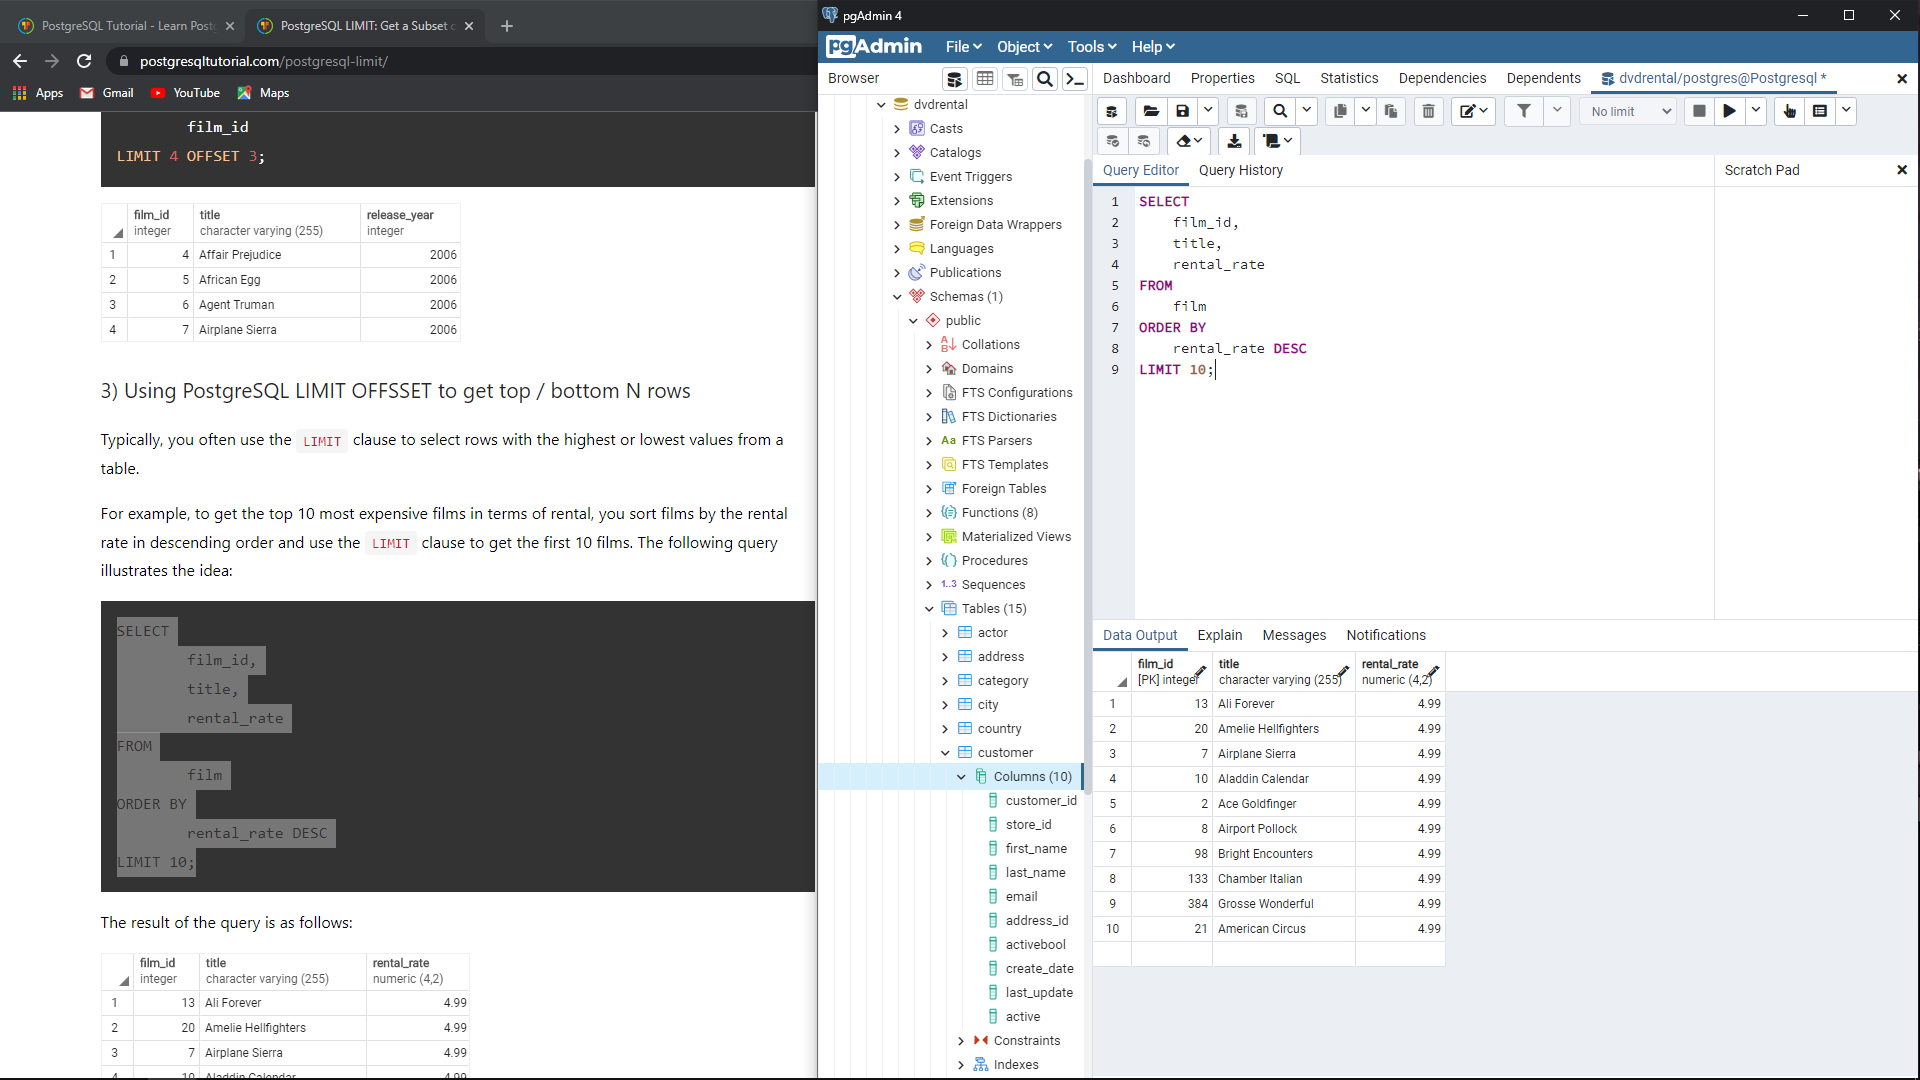 PostgreSQL Tutorial - Learn Post
PostgreSQL LIMIT: Get a Subset
postgresqltutorial.com/postgresql-limit/
Apps Gmail YouTube Maps
film_id
LIMIT 4 OFFSET 3;
film_id title release_year
integer character varying (255) integer
1 4 Affair Prejudice 2006
2 5 African Egg 2006
3 6 Agent Truman 2006
4 7 Airplane Sierra 2006
3) Using PostgreSQL LIMIT OFFSSET to get top / bottom N rows
Typically, you often use the LIMIT clause to select rows with the highest or lowest values from a
table.
For example, to get the top 10 most expensive films in terms of rental, you sort films by the rental
rate in descending order and use the LIMIT clause to get the first 10 films. The following query
illustrates the idea:
SELECT
film_id,
title,
rental_rate
FROM
film
ORDER BY
rental_rate DESC
LIMIT 10;
The result of the query is as follows:
film_id title rental_rate
integer character varying (255) numeric (4,2)
1 13 Ali Forever 4.99
2 20 Amelie Hellfighters 4.99
3 7 Airplane Sierra 4.99
4 10 Aladdin Calendar 4.99
pgAdmin 4
pgAdmin File Object Tools Help
Browser
Dashboard Properties SQL Statistics Dependencies Dependents dvdrental/postgres@Postgresql *
dvdrental
Casts
Catalogs
Event Triggers
Extensions
Foreign Data Wrappers
Languages
Publications
Schemas (1)
public
Collations
Domains
FTS Configurations
FTS Dictionaries
Aa FTS Parsers
FTS Templates
Foreign Tables
Functions (8)
Materialized Views
Procedures
1..3 Sequences
Tables (15)
actor
address
category
city
country
customer
Columns (10)
customer_id
store_id
first_name
last_name
email
address_id
activebool
create_date
last_update
active
Constraints
Indexes
No limit
Query Editor Query History
Scratch Pad
1 SELECT
2 film_id,
3 title,
4 rental_rate
5 FROM
6 film
7 ORDER BY
8 rental_rate DESC
9 LIMIT 10;
Data Output Explain Messages Notifications
film_id title rental_rate
[PK] integer character varying (255) numeric (4,2)
1 13 Ali Forever 4.99
2 20 Amelie Hellfighters 4.99
3 7 Airplane Sierra 4.99
4 10 Aladdin Calendar 4.99
5 2 Ace Goldfinger 4.99
6 8 Airport Pollock 4.99
7 98 Bright Encounters 4.99
8 133 Chamber Italian 4.99
9 384 Grosse Wonderful 4.99
10 21 American Circus 4.99